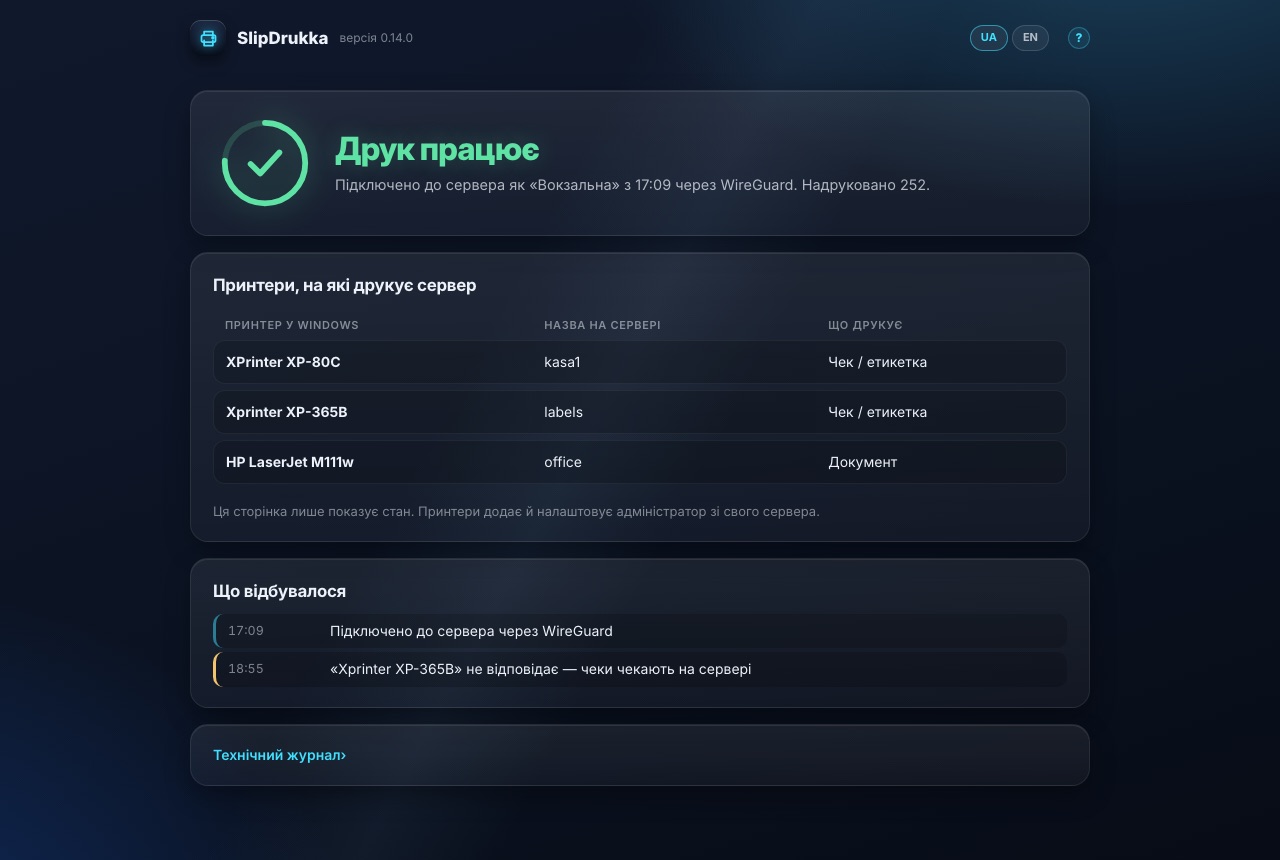 SlipDrukka версія 0.14.0
UA EN ?
Друк працює
Підключено до сервера як «Вокзальна» з 17:09 через WireGuard. Надруковано 252.
Принтери, на які друкує сервер
ПРИНТЕР У WINDOWS НАЗВА НА СЕРВЕРІ ЩО ДРУКУЄ
XPrinter XP-80C kasa1 Чек / етикетка
Xprinter XP-365B labels Чек / етикетка
HP LaserJet M111w office Документ
Ця сторінка лише показує стан. Принтери додає й налаштовує адміністратор зі свого сервера.
Що відбувалося
17:09 Підключено до сервера через WireGuard
18:55 «Xprinter XP-365B» не відповідає — чеки чекають на сервері
Технічний журнал›